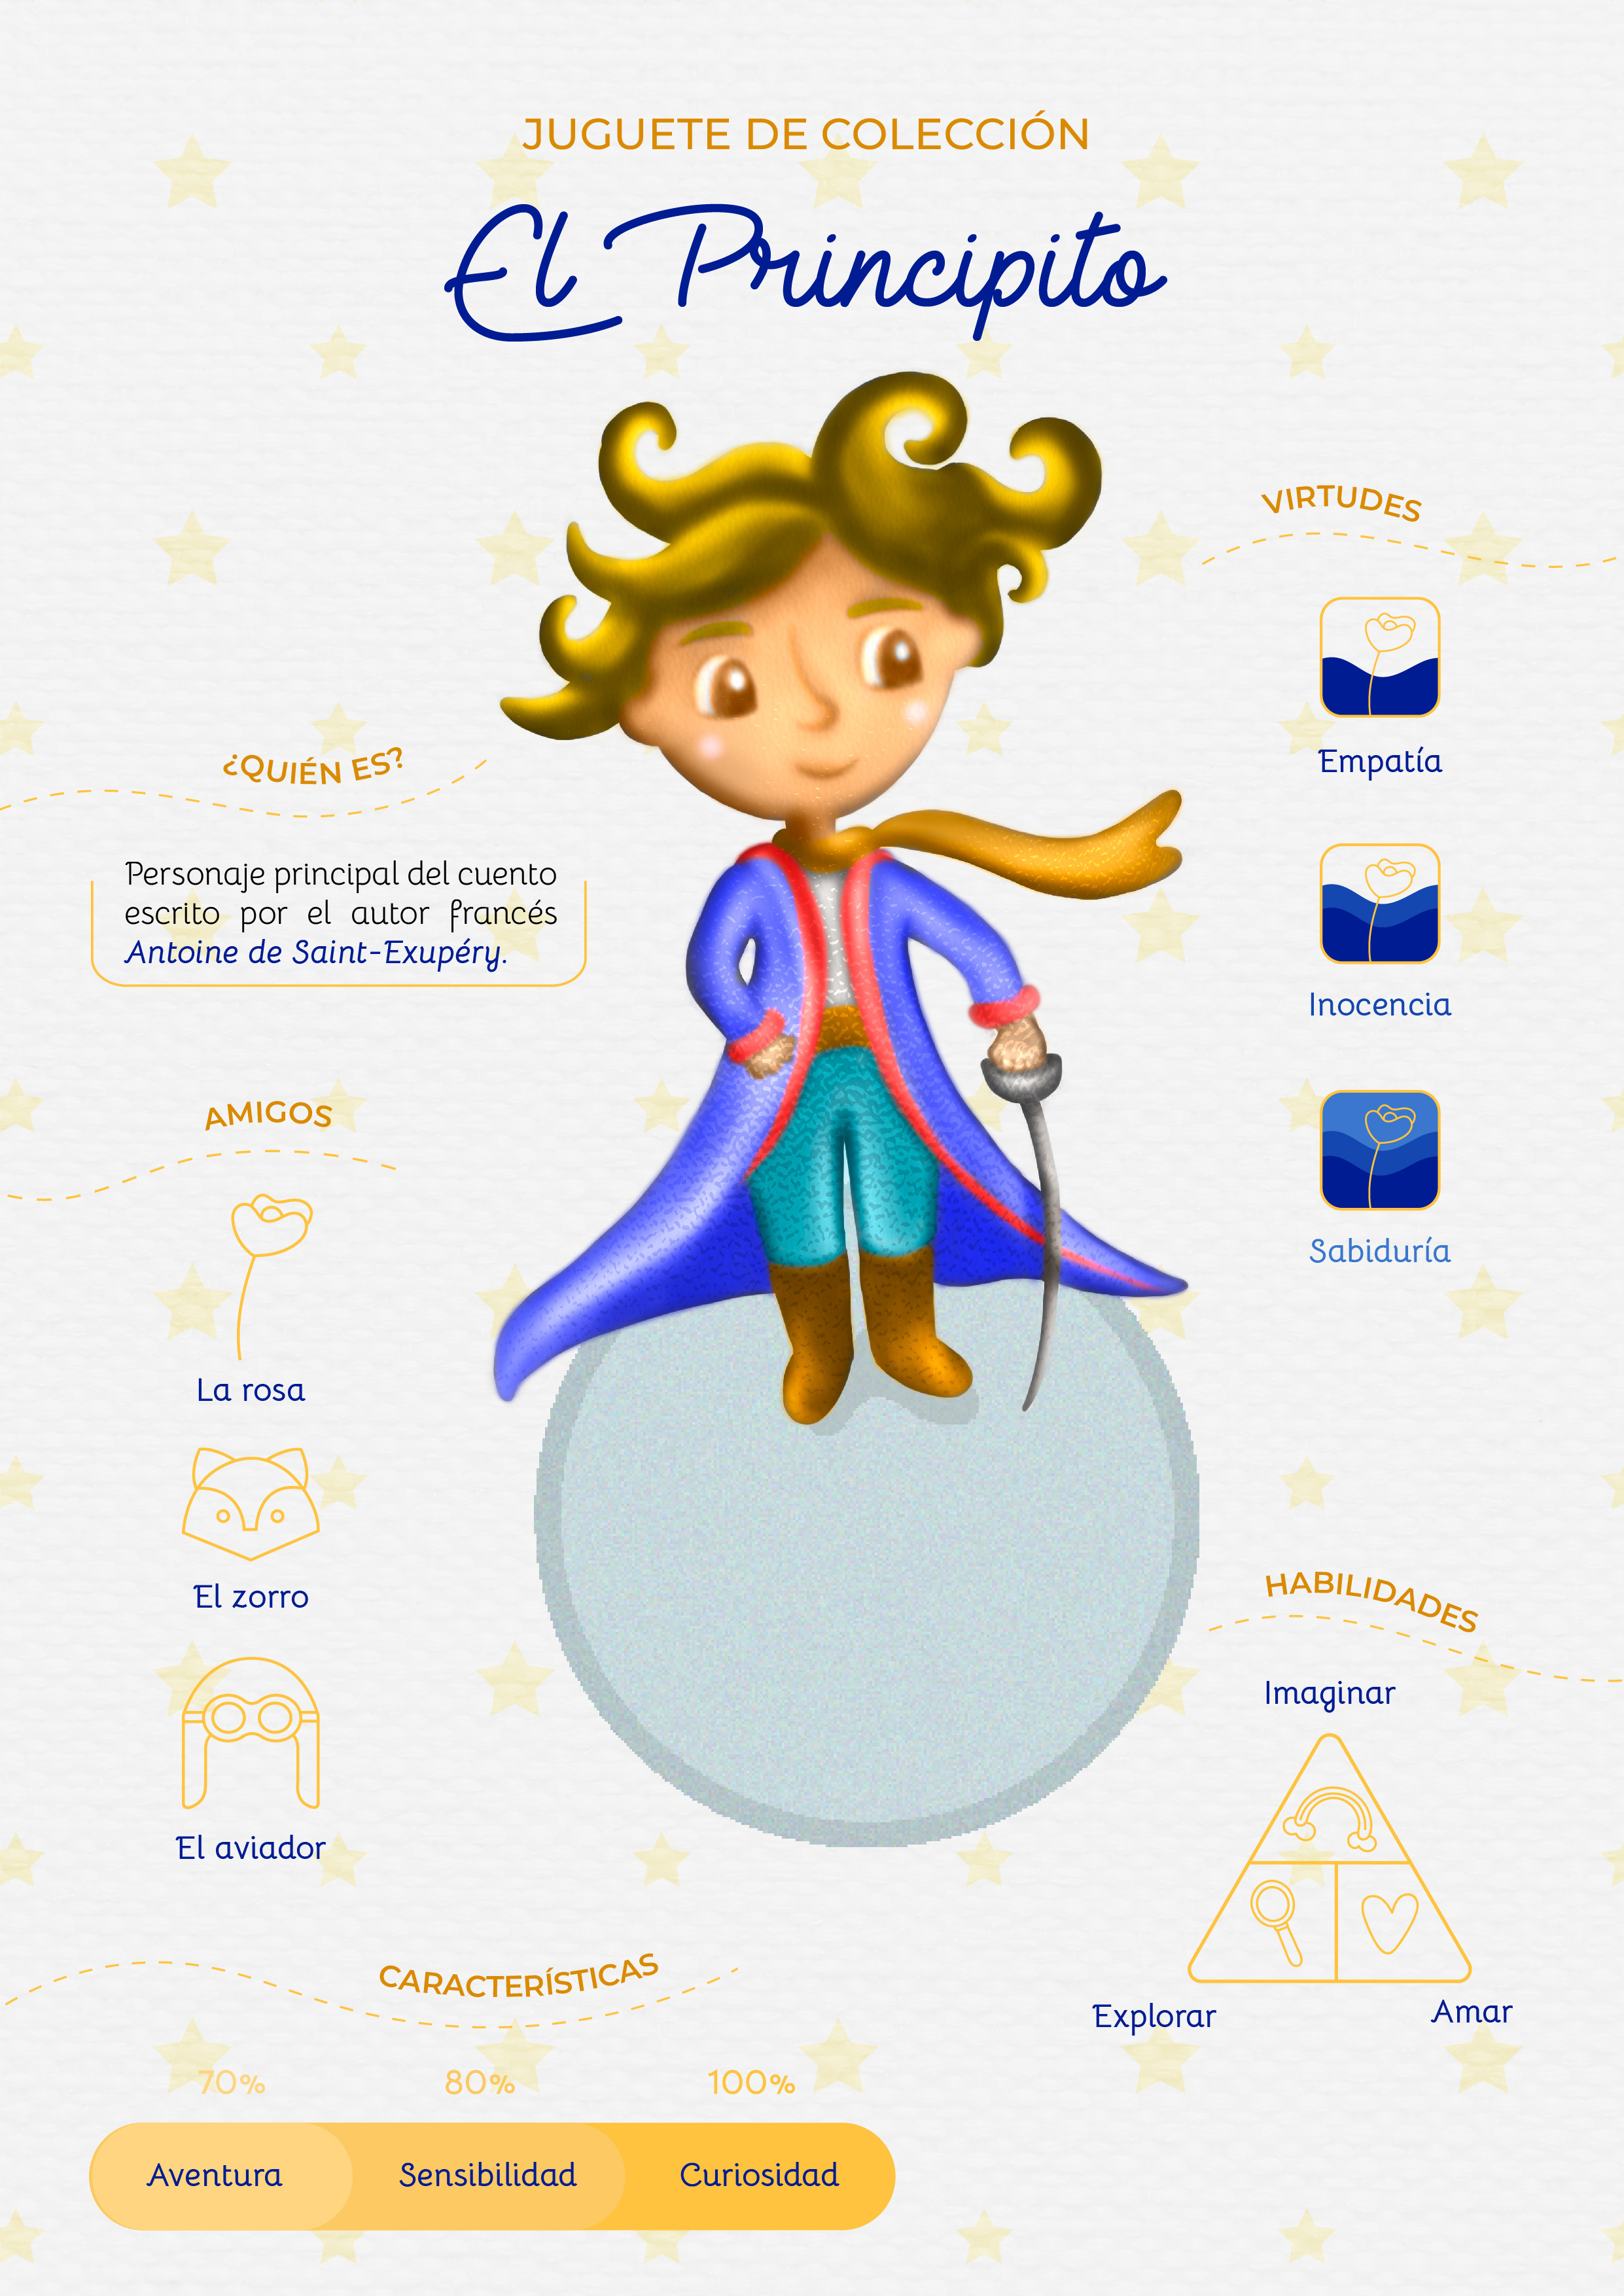 JUGUETE DE COLECCIÓN
El Principito
¿QUIÉN ES?
Personaje principal del cuento
escrito por el autor francés
Antoine de Saint-Exupéry.
AMIGOS
La rosa
El zorro
El aviador
VIRTUDES
Empatía
Inocencia
Sabiduría
HABILIDADES
Imaginar
Explorar
Amar
CARACTERÍSTICAS
70%
80%
100%
Aventura
Sensibilidad
Curiosidad